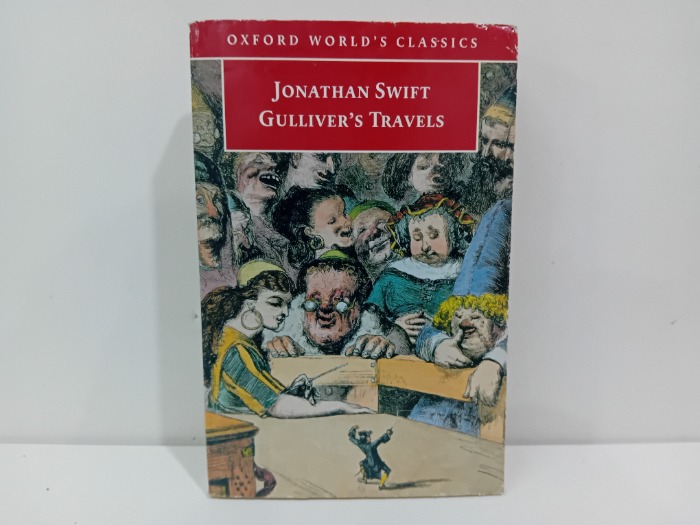 OXFORD WORLD'S CLASSICS
JONATHAN SWIFT
GULLIVER'S TRAVELS